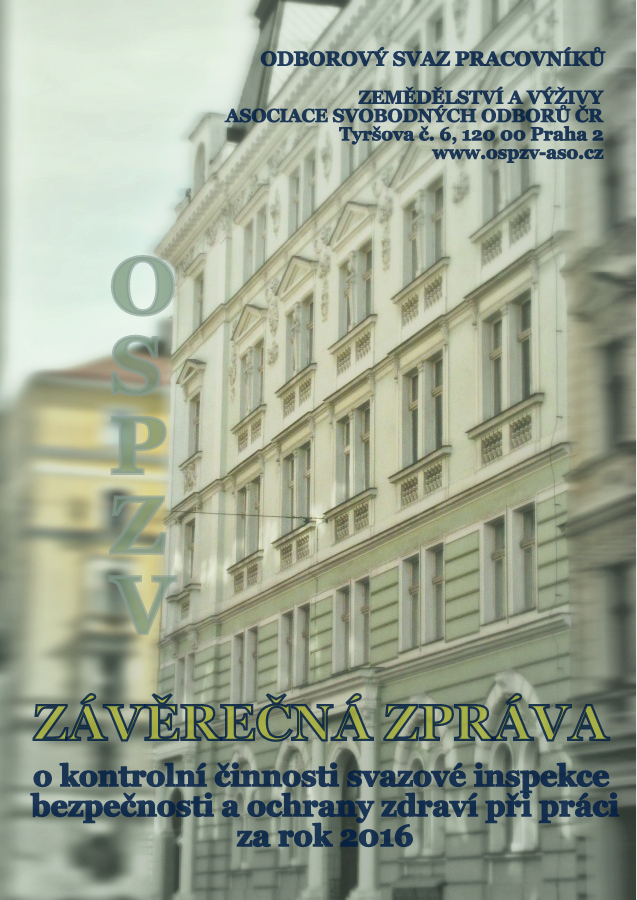 ODBOROVÝ SVAZ PRACOVNÍKŮ
ZEMĚDĚLSTVÍ A VÝŽIVY
ASOCIACE SVOBODNÝCH ODBORŮ ČR
Tyršova č. 6, 120 00 Praha 2
www.ospzv-aso.cz
O
S
P
Z
V
ZÁVĚREČNÁ ZPRÁVA
o kontrolní činnosti svazové inspekce
bezpečnosti a ochrany zdraví při práci
za rok 2016